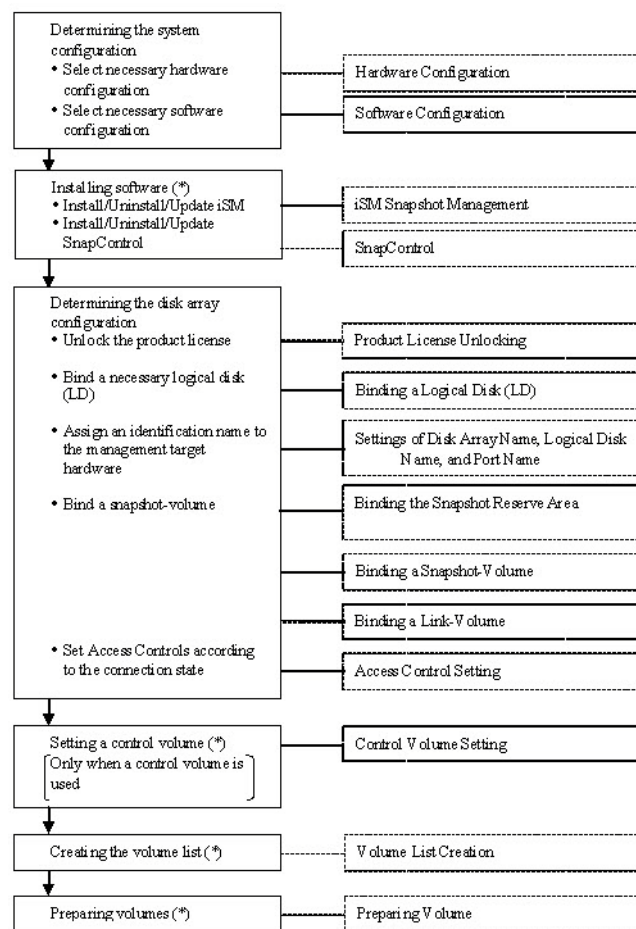 Determining the system
configuration
• Select necessary hardware
configuration
• Select necessary software
configuration
Hardware Configuration
Software Configuration
Installing software (*)
• Install/Uninstall/Update iSM
• Install/Uninstall/Update
SnapControl
iSM Snapshot Management
SnapControl
Determining the disk array
configuration
• Unlock the product license
• Bind a necessary logical disk
(LD)
• Assign an identification name to
the management target
hardware
• Bind a snapshot-volume
• Set Access Controls according
to the connection state
Product License Unlocking
Binding a Logical Disk (LD)
Settings of Disk Array Name, Logical Disk
Name, and Port Name
Binding the Snapshot Reserve Area
Binding a Snapshot-Volume
Binding a Link-Volume
Access Control Setting
Setting a control volume (*)
[Only when a control volume is
used]
Control Volume Setting
Creating the volume list (*)
Volume List Creation
Preparing volumes (*)
Preparing Volume